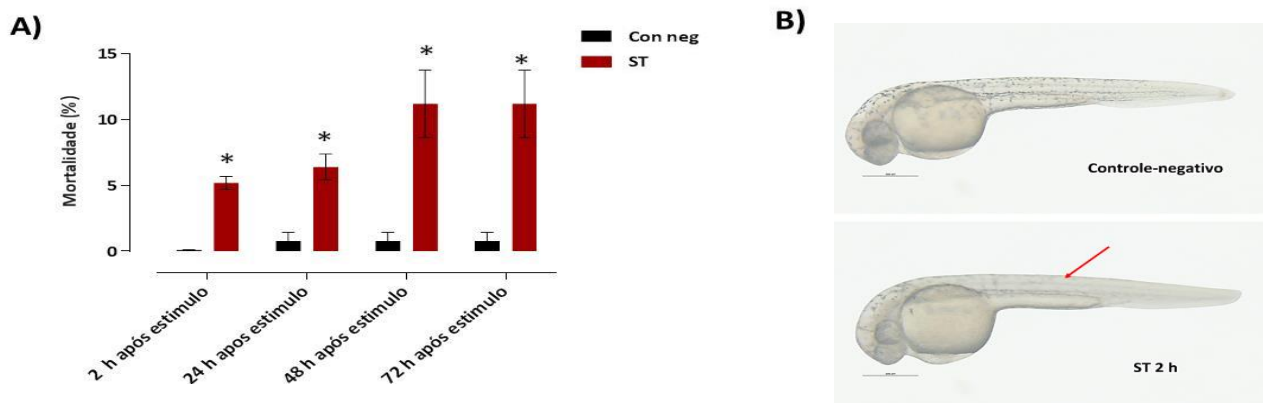 A)
Con neg
ST
15
10
5
0
Mortalidade (%)
*
*
*
*
2 h após estimulo
24 h apos estimulo
48 h após estimulo
72 h após estimulo
B)
Controle-negativo
ST 2 h